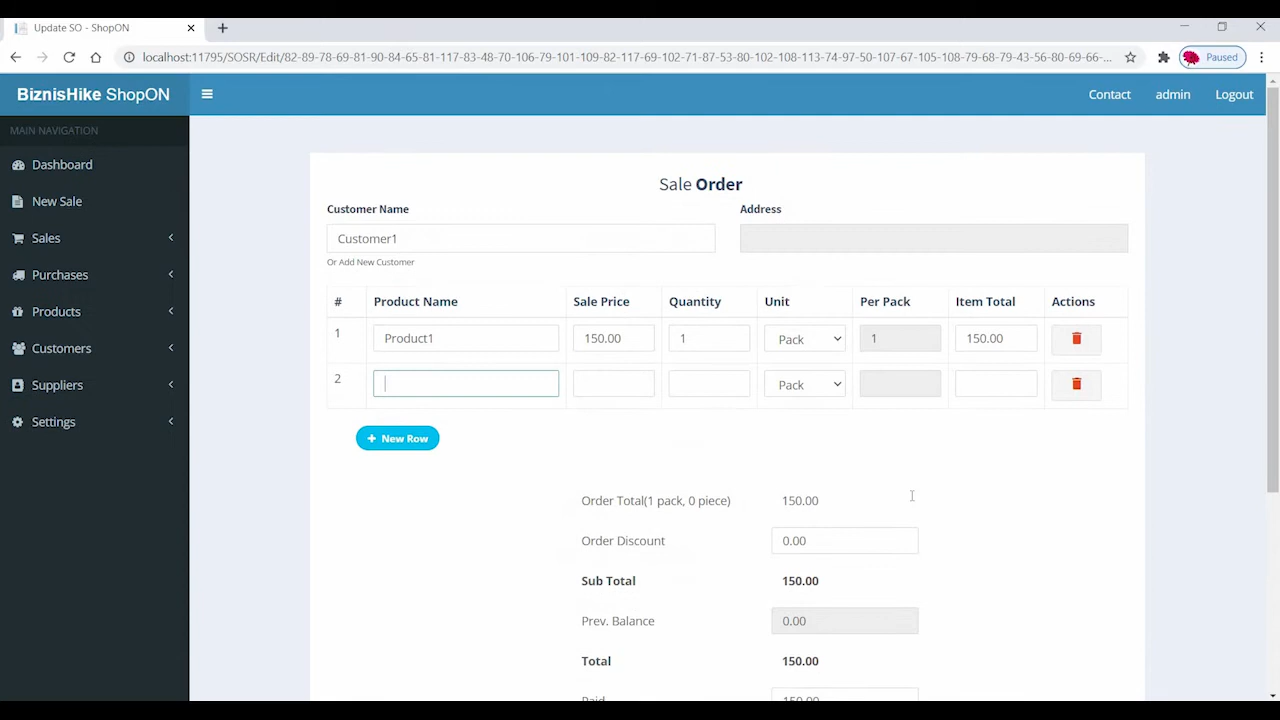 Update SO - ShopON
localhost:11795/SOSR/Edit/82-89-78-69-81-90-84-65-81-117-83-48-70-106-79-101-109-82-117-69-102-71-87-53-80-102-108-113-74-97-50-107-67-105-108-79-68-79-43-56-80-69-66-... Paused
BiznisHike ShopON Contact admin Logout
MAIN NAVIGATION
Dashboard
New Sale
Sales
Purchases
Products
Customers
Suppliers
Settings
Sale Order
Customer Name Address
Customer1
Or Add New Customer
# Product Name Sale Price Quantity Unit Per Pack Item Total Actions
1 Product1 150.00 1 Pack 1 150.00
2 Pack
+ New Row
Order Total(1 pack, 0 piece) 150.00
Order Discount 0.00
Sub Total 150.00
Prev. Balance 0.00
Total 150.00
Paid 150.00